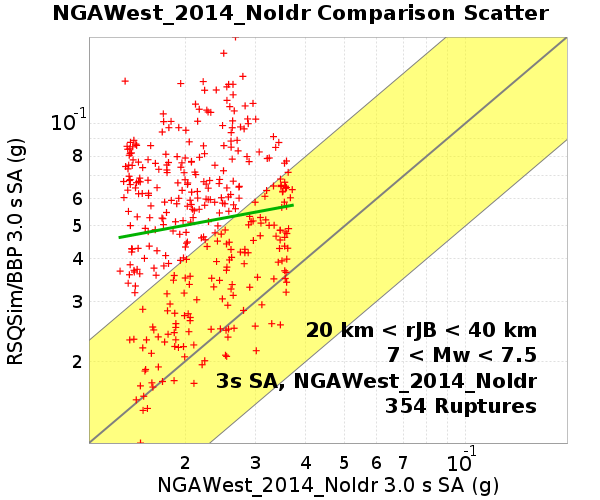 NGAWest_2014_NoIdr Comparison Scatter
RSQSim/BBP 3.0 s SA (g)
10^-1
8
6
5
4
3
2
20 km < rJB < 40 km
7 < Mw < 7.5
3s SA, NGAWest_2014_NoIdr
354 Ruptures
2 3 4 5 6 7 10^-1
NGAWest_2014_NoIdr 3.0 s SA (g)